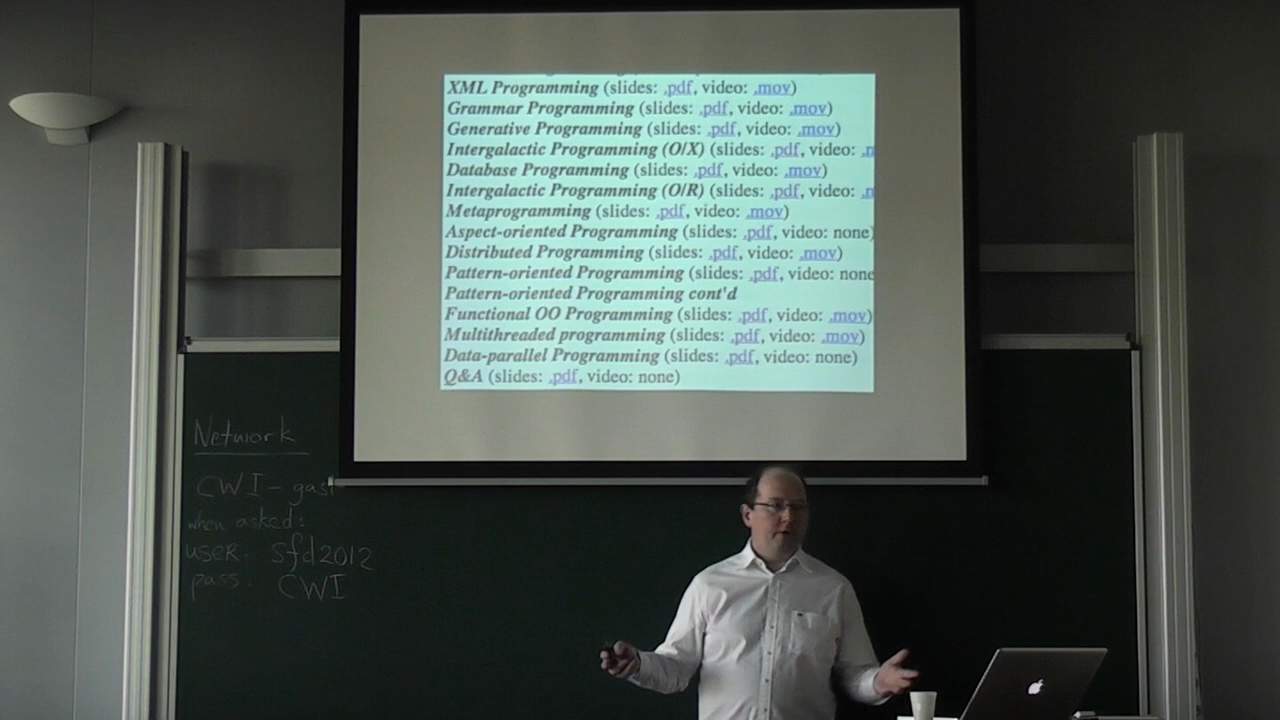 XML Programming (slides: .pdf, video: .mov)
Grammar Programming (slides: .pdf, video: .mov)
Generative Programming (slides: .pdf, video: .mov)
Intergalactic Programming (O/X) (slides: .pdf, video: .m
Database Programming (slides: .pdf, video: .mov)
Intergalactic Programming (O/R) (slides: .pdf, video: .m
Metaprogramming (slides: .pdf, video: .mov)
Aspect-oriented Programming (slides: .pdf, video: none)
Distributed Programming (slides: .pdf, video: .mov)
Pattern-oriented Programming (slides: .pdf, video: none
Pattern-oriented Programming cont'd
Functional OO Programming (slides: .pdf, video: .mov)
Multithreaded programming (slides: .pdf, video: .mov)
Data-parallel Programming (slides: .pdf, video: none)
Q&A (slides: .pdf, video: none)
Network
CWI-gast
when asked:
user: sfd2012
pass: CWI